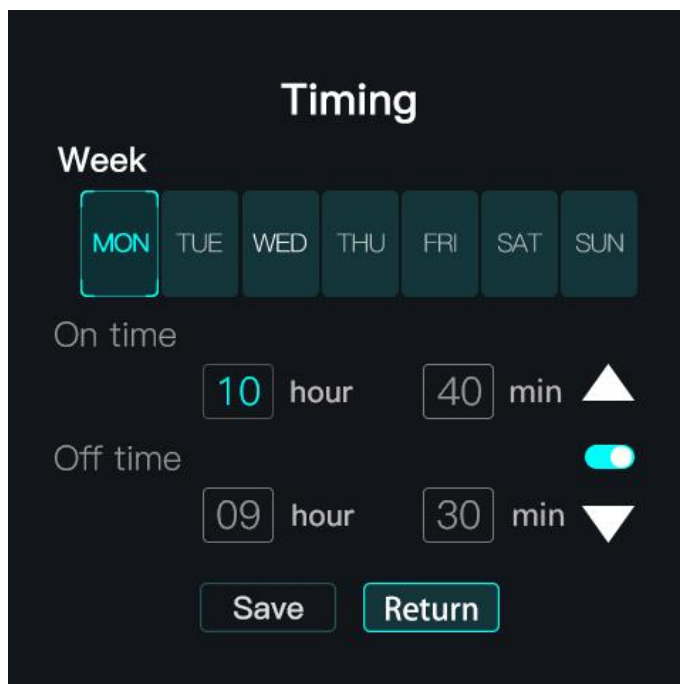 Timing
Week
MON TUE WED THU FRI SAT SUN
On time
10 hour 40 min
Off time
09 hour 30 min
Save Return